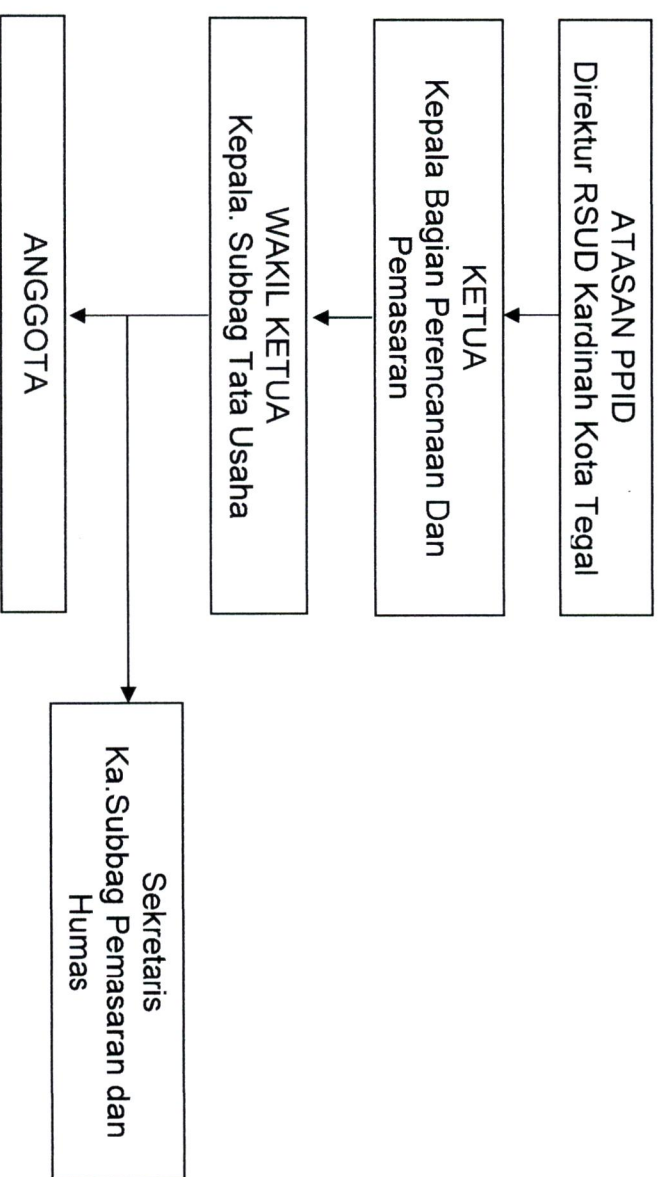 ATASAN PPID
Direktur RSUD Kardinah Kota Tegal
KETUA
Kepala Bagian Perencanaan Dan
Pemasaran
WAKIL KETUA
Kepala. Subbag Tata Usaha
Sekretaris
Ka.Subbag Pemasaran dan
Humas
ANGGOTA